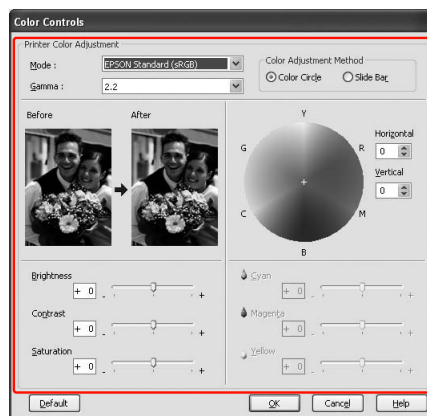 Color Controls
Printer Color Adjustment
Mode : EPSON Standard (sRGB)
Gamma : 2.2
Color Adjustment Method
Color Circle Slide Bar
Before After
Y
G R
C M
B
Horizontal
0
Vertical
0
Brightness
+ 0 - +
Contrast
+ 0 - +
Saturation
+ 0 - +
Cyan
+ 0 - +
Magenta
+ 0 - +
Yellow
+ 0 - +
Default OK Cancel Help